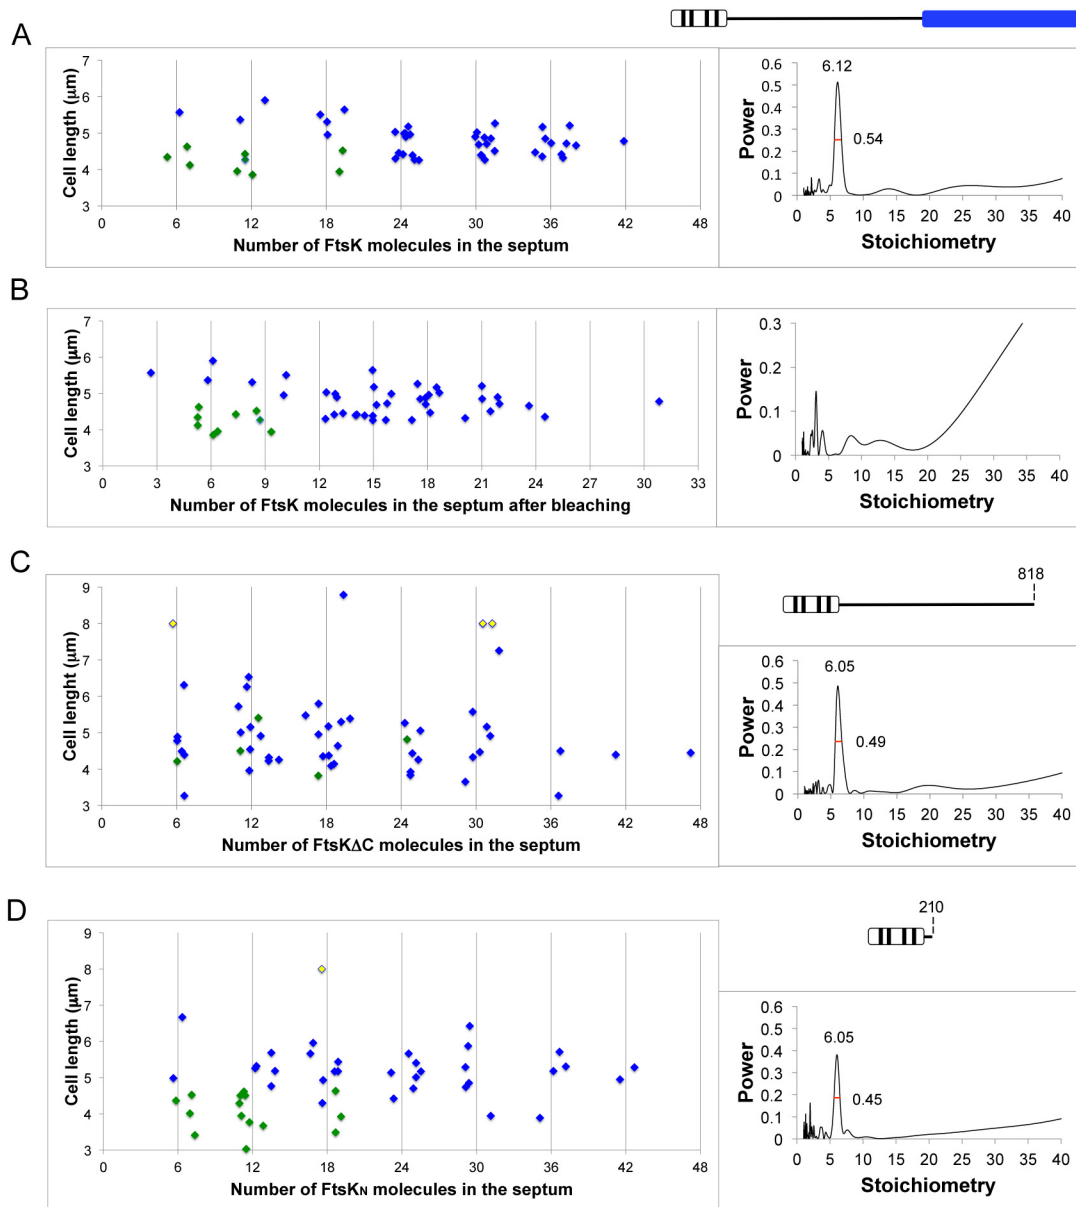 A
7
6
5
4
3
Cell length (μm)
6 12 18 24 30 36 42 48
Number of FtsK molecules in the septum
0.6
0.5
0.4
0.3
0.2
0.1
0
Power
6.12
0.54
0 5 10 15 20 25 30 35 40
Stoichiometry
B
7
6
5
4
3
Cell length (μm)
0 3 6 9 12 15 18 21 24 27 30 33
Number of FtsK molecules in the septum after bleaching
0.3
0.2
0.1
0
Power
0 5 10 15 20 25 30 35 40
Stoichiometry
C
9
8
7
6
5
4
3
Cell lenght (μm)
0 6 12 18 24 30 36 42 48
Number of FtsKΔC molecules in the septum
818
0.6
0.5
0.4
0.3
0.2
0.1
0
Power
6.05
0.49
0 5 10 15 20 25 30 35 40
Stoichiometry
D
9
8
7
6
5
4
3
Cell length (μm)
0 6 12 18 24 30 36 42 48
Number of FtsKN molecules in the septum
210
0.6
0.5
0.4
0.3
0.2
0.1
0
Power
6.05
0.45
0 5 10 15 20 25 30 35 40
Stoichiometry